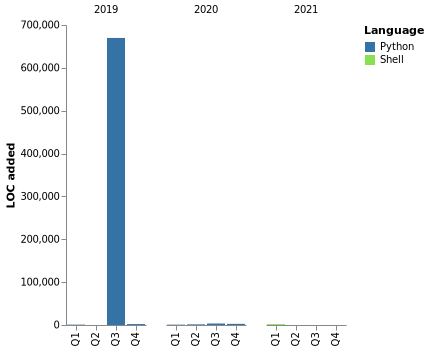 2019 2020 2021
Language
Python
Shell
LOC added
700,000
600,000
500,000
400,000
300,000
200,000
100,000
0
Q1 Q2 Q3 Q4 Q1 Q2 Q3 Q4 Q1 Q2 Q3 Q4